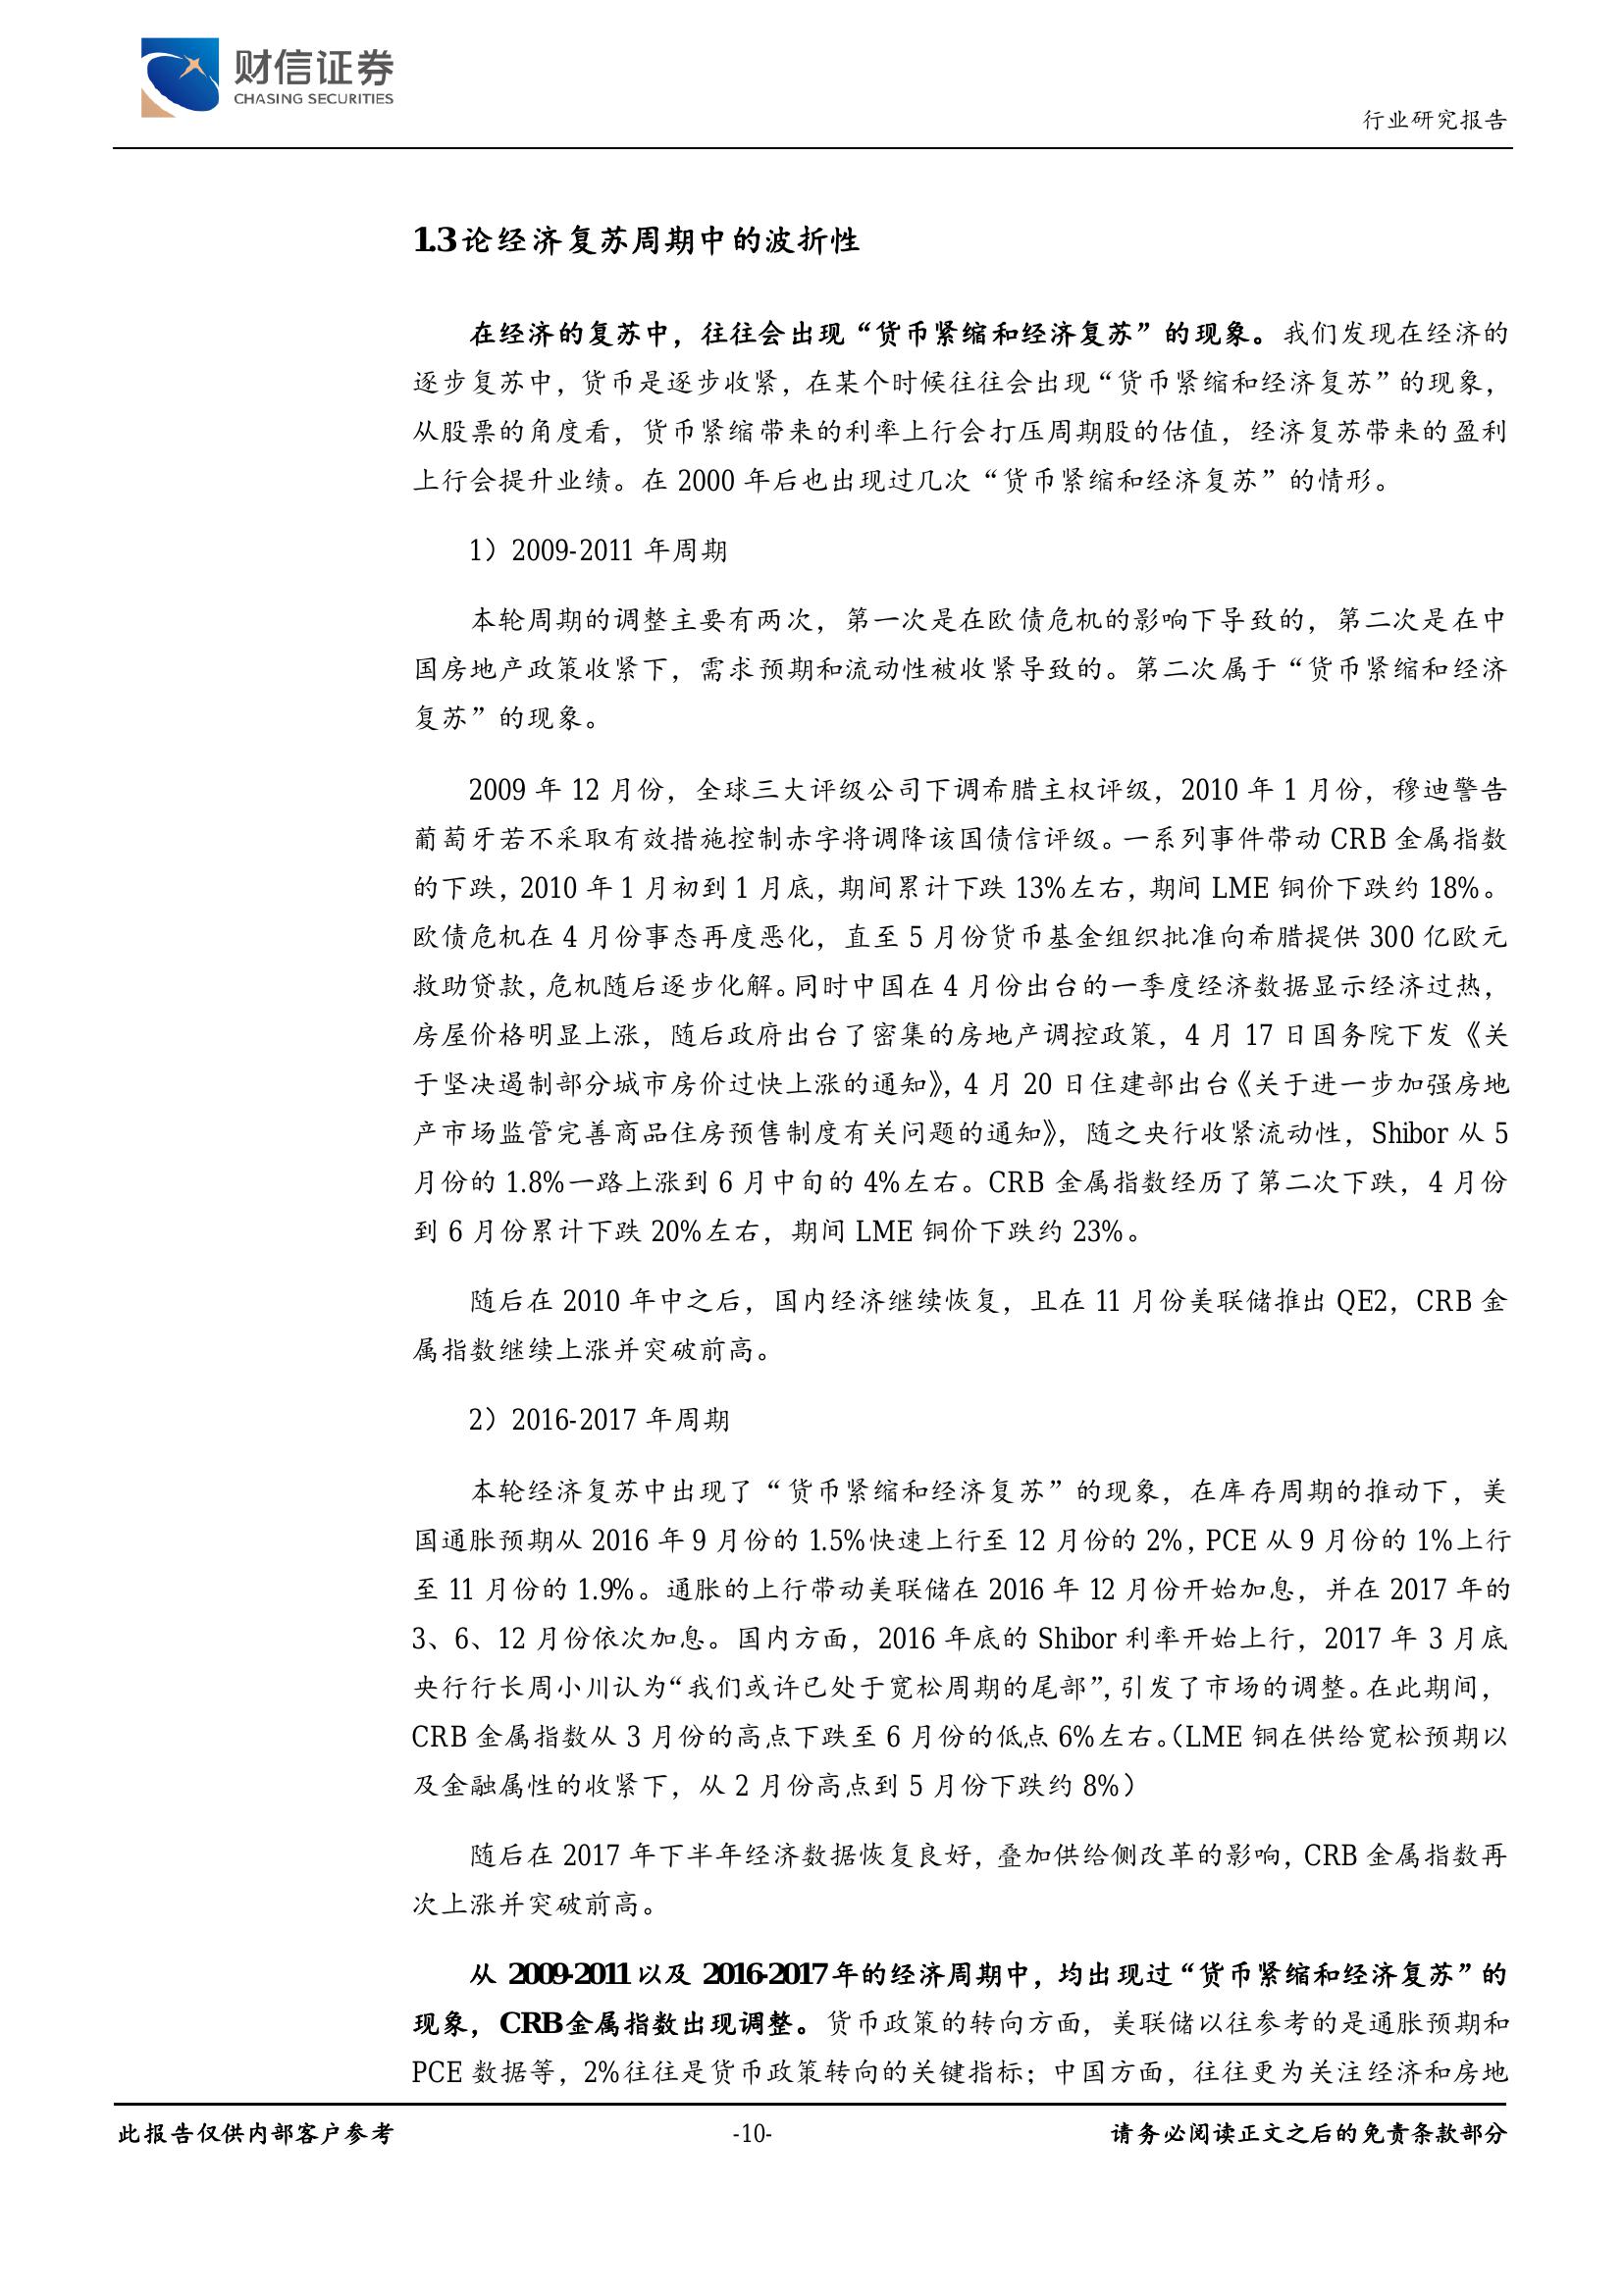 财信证券
CHASING SECURITIES
行业研究报告
1.3 论经济复苏周期中的波折性
在经济的复苏中，往往会出现“货币紧缩和经济复苏”的现象。我们发现在经济的
逐步复苏中，货币是逐步收紧，在某个时候往往会出现“货币紧缩和经济复苏”的现象，
从股票的角度看，货币紧缩带来的利率上行会打压周期股的估值，经济复苏带来的盈利
上行会提升业绩。在 2000 年后也出现过几次“货币紧缩和经济复苏”的情形。
1）2009-2011 年周期
本轮周期的调整主要有两次，第一次是在欧债危机的影响下导致的，第二次是在中
国房地产政策收紧下，需求预期和流动性被收紧导致的。第二次属于“货币紧缩和经济
复苏”的现象。
2009 年 12 月份，全球三大评级公司下调希腊主权评级，2010 年 1 月份，穆迪警告
葡萄牙若不采取有效措施控制赤字将调降该国债信评级。一系列事件带动 CRB 金属指数
的下跌，2010 年 1 月初到 1 月底，期间累计下跌 13%左右，期间 LME 铜价下跌约 18%。
欧债危机在 4 月份事态再度恶化，直至 5 月份货币基金组织批准向希腊提供 300 亿欧元
救助贷款，危机随后逐步化解。同时中国在 4 月份出台的一季度经济数据显示经济过热，
房屋价格明显上涨，随后政府出台了密集的房地产调控政策，4 月 17 日国务院下发《关
于坚决遏制部分城市房价过快上涨的通知》，4 月 20 日住建部出台《关于进一步加强房地
产市场监管完善商品住房预售制度有关问题的通知》，随之央行收紧流动性，Shibor 从 5
月份的 1.8%一路上涨到 6 月中旬的 4%左右。CRB 金属指数经历了第二次下跌，4 月份
到 6 月份累计下跌 20%左右，期间 LME 铜价下跌约 23%。
随后在 2010 年中之后，国内经济继续恢复，且在 11 月份美联储推出 QE2，CRB 金
属指数继续上涨并突破前高。
2）2016-2017 年周期
本轮经济复苏中出现了“货币紧缩和经济复苏”的现象，在库存周期的推动下，美
国通胀预期从 2016 年 9 月份的 1.5%快速上行至 12 月份的 2%，PCE 从 9 月份的 1%上行
至 11 月份的 1.9%。通胀的上行带动美联储在 2016 年 12 月份开始加息，并在 2017 年的
3、6、12 月份依次加息。国内方面，2016 年底的 Shibor 利率开始上行，2017 年 3 月底
央行行长周小川认为“我们或许已处于宽松周期的尾部”，引发了市场的调整。在此期间，
CRB 金属指数从 3 月份的高点下跌至 6 月份的低点 6%左右。（LME 铜在供给宽松预期以
及金融属性的收紧下，从 2 月份高点到 5 月份下跌约 8%）
随后在 2017 年下半年经济数据恢复良好，叠加供给侧改革的影响，CRB 金属指数再
次上涨并突破前高。
从 2009-2011 以及 2016-2017 年的经济周期中，均出现过“货币紧缩和经济复苏”的
现象，CRB 金属指数出现调整。货币政策的转向方面，美联储以往参考的是通胀预期和
PCE 数据等，2%往往是货币政策转向的关键指标；中国方面，往往更为关注经济和房地
此报告仅供内部客户参考
-10-
请务必阅读正文之后的免责条款部分